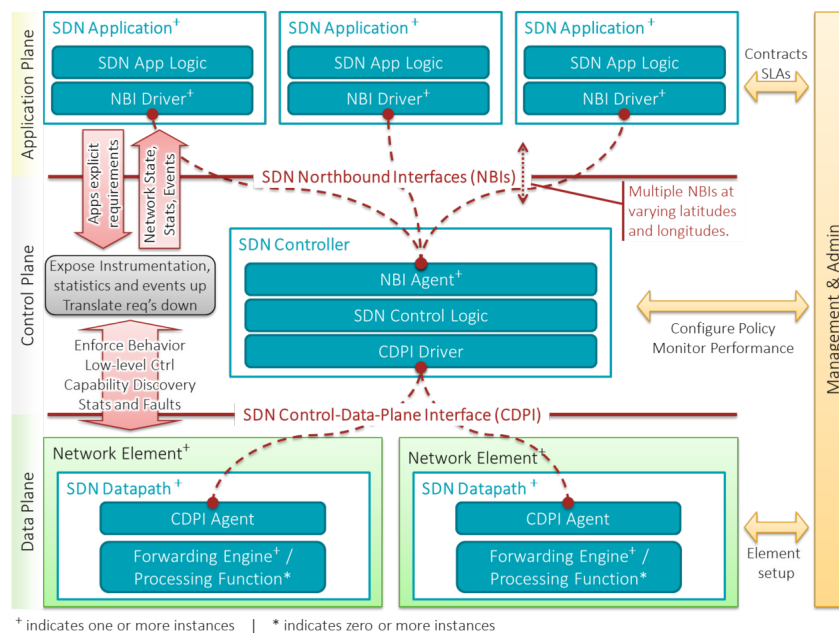 Application Plane
SDN Application+
SDN App Logic
NBI Driver+
SDN Application+
SDN App Logic
NBI Driver+
SDN Application+
SDN App Logic
NBI Driver+
Contracts
SLAs
Apps explicit
requirements
Network State,
Stats, Events
SDN Northbound Interfaces (NBIs)
Multiple NBIs at
varying latitudes
and longitudes.
Control Plane
Expose Instrumentation,
statistics and events up
Translate req's down
SDN Controller
NBI Agent+
SDN Control Logic
CDPI Driver
Configure Policy
Monitor Performance
Management & Admin
Enforce Behavior
Low-level Ctrl
Capability Discovery
Stats and Faults
SDN Control-Data-Plane Interface (CDPI)
Data Plane
Network Element+
SDN Datapath+
CDPI Agent
Forwarding Engine+ /
Processing Function*
Network Element+
SDN Datapath+
CDPI Agent
Forwarding Engine+ /
Processing Function*
Element
setup
+ indicates one or more instances | * indicates zero or more instances